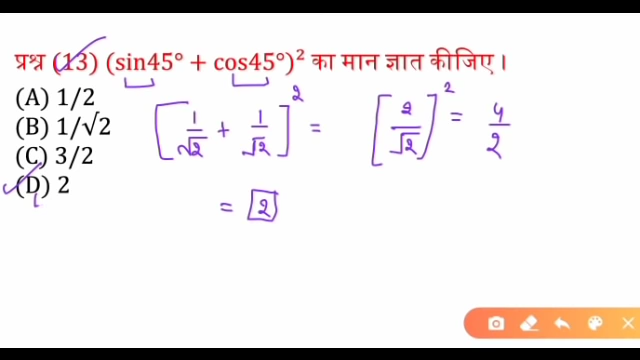 प्रश्न (13) (sin45° + cos45°)² का मान ज्ञात कीजिए।
(A) 1/2
(B) 1/√2
(C) 3/2
(D) 2
[1/√2 + 1/√2]² = [2/√2]² = 4/2
= 2